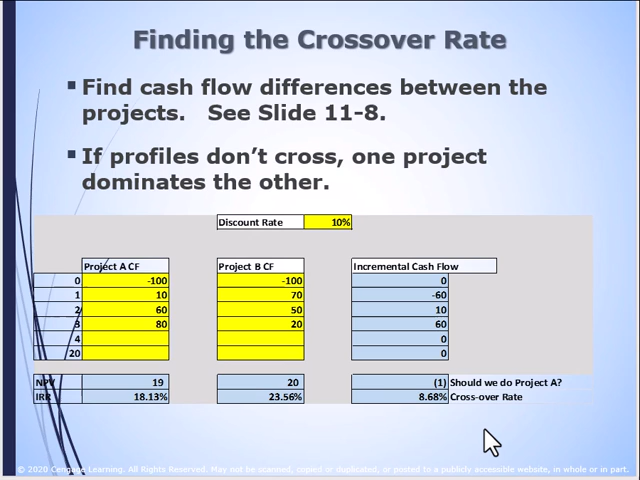 Finding the Crossover Rate
▪ Find cash flow differences between the
projects. See Slide 11-8.
▪ If profiles don’t cross, one project
dominates the other.
Discount Rate 10%
Project A CF Project B CF Incremental Cash Flow
0 -100 -100 0
1 10 70 -60
2 60 50 10
3 80 20 60
4 0
20 0
NPV 19 20 (1) Should we do Project A?
IRR 18.13% 23.56% 8.68% Cross-over Rate
© 2020 Cengage Learning. All Rights Reserved. May not be scanned, copied or duplicated, or posted to a publicly accessible website, in whole or in part.